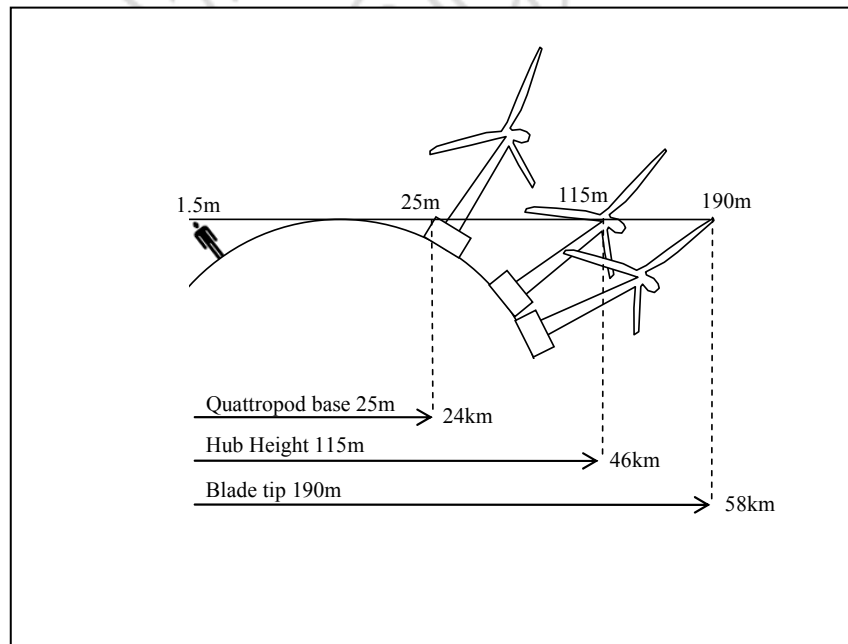 1.5m
25m
115m
190m
Quattropod base 25m
24km
Hub Height 115m
46km
Blade tip 190m
58km